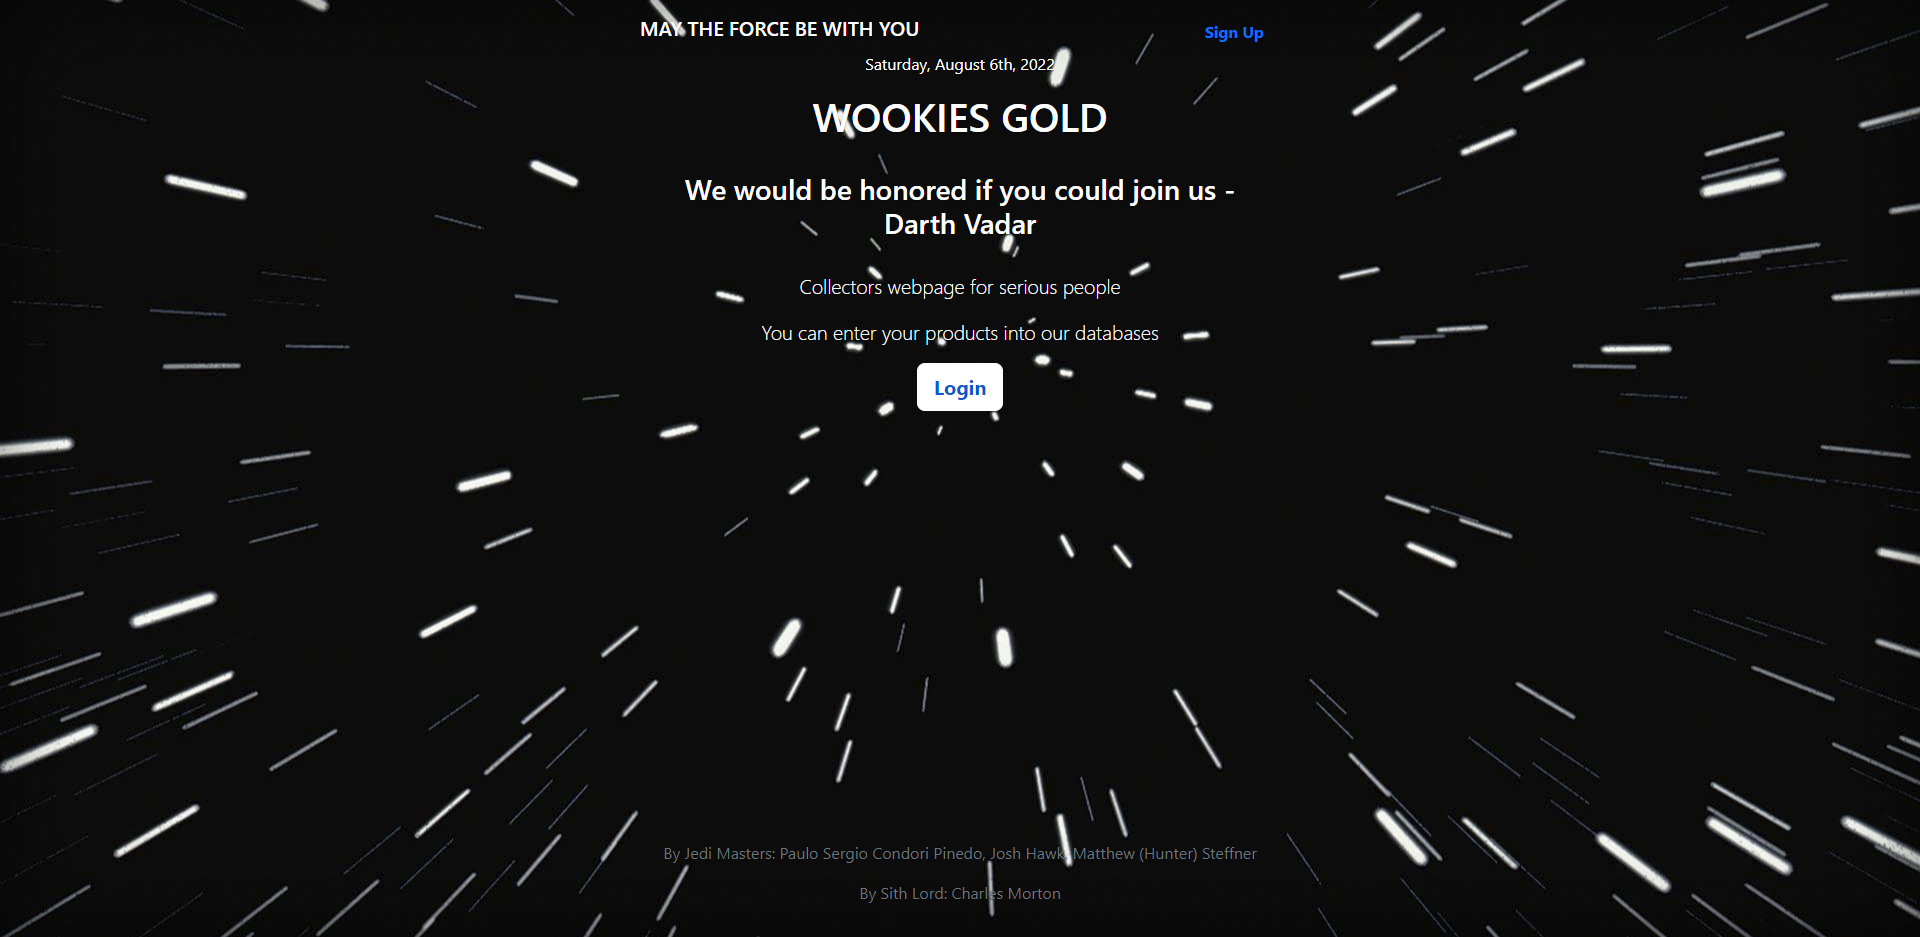 MAY THE FORCE BE WITH YOU
Sign Up
Saturday, August 6th, 2022
WOOKIES GOLD
We would be honored if you could join us -
Darth Vadar
Collectors webpage for serious people
You can enter your products into our databases
Login
By Jedi Masters: Paulo Sergio Condori Pinedo, Josh Hawk, Matthew (Hunter) Steffner
By Sith Lord: Charles Morton